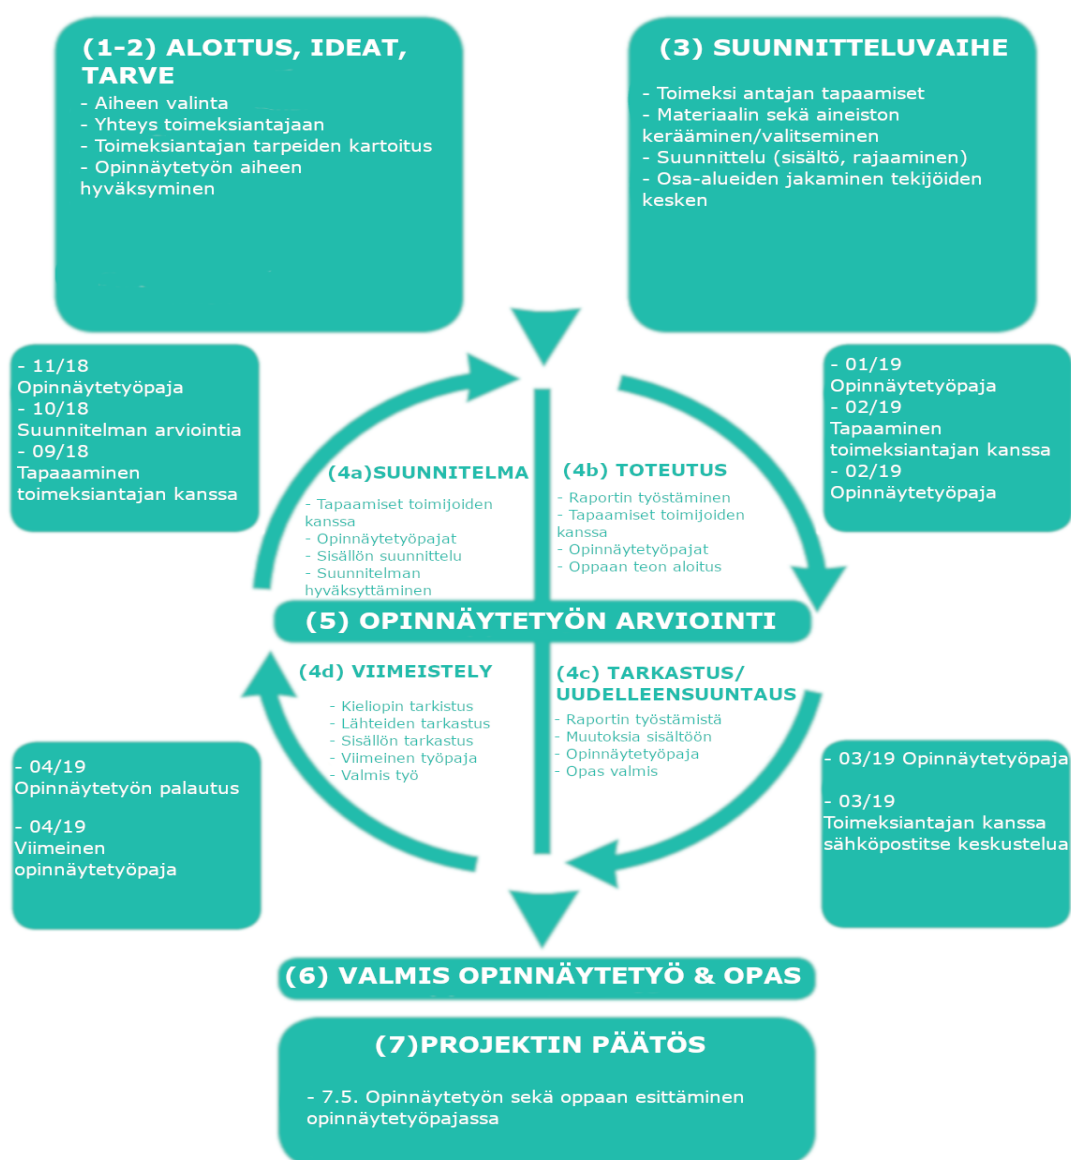 (1-2) ALOITUS, IDEAT,
TARVE
- Aiheen valinta
- Yhteys toimeksiantajaan
- Toimeksiantajan tarpeiden kartoitus
- Opinnäytetyön aiheen
hyväksyminen
(3) SUUNNITTELUVAIHE
- Toimeksi antajan tapaamiset
- Materiaalin sekä aineiston
kerääminen/valitseminen
- Suunnittelu (sisältö, rajaaminen)
- Osa-alueiden jakaminen tekijöiden
kesken
- 11/18
Opinnäytetyöpaja
- 10/18
Suunnitelman arviointia
- 09/18
Tapaaaminen
toimeksiantajan kanssa
(4a)SUUNNITELMA
- Tapaamiset toimijoiden
kanssa
- Opinnäytetyöpajat
- Sisällön suunnittelu
- Suunnitelman
hyväksyttäminen
(4b) TOTEUTUS
- Raportin työstäminen
- Tapaamiset toimijoiden
kanssa
- Opinnäytetyöpajat
- Oppaan teon aloitus
- 01/19
Opinnäytetyöpaja
- 02/19
Tapaaminen
toimeksiantajan kanssa
- 02/19
Opinnäytetyöpaja
(5) OPINNÄYTETYÖN ARVIOINTI
(4d) VIIMEISTELY
- Kieliopin tarkistus
- Lähteiden tarkastus
- Sisällön tarkastus
- Viimeinen työpaja
- Valmis työ
(4c) TARKASTUS/
UUDELLEENSUUNTAUS
- Raportin työstämistä
- Muutoksia sisältöön
- Opinnäytetyöpaja
- Opas valmis
- 04/19
Opinnäytetyön palautus
- 04/19
Viimeinen
opinnäytetyöpaja
- 03/19 Opinnäytetyöpaja
- 03/19
Toimeksiantajan kanssa
sähköpostitse keskustelua
(6) VALMIS OPINNÄYTETYÖ & OPAS
(7)PROJEKTIN PÄÄTÖS
- 7.5. Opinnäytetyön sekä oppaan esittäminen
opinnäytetyöpajassa